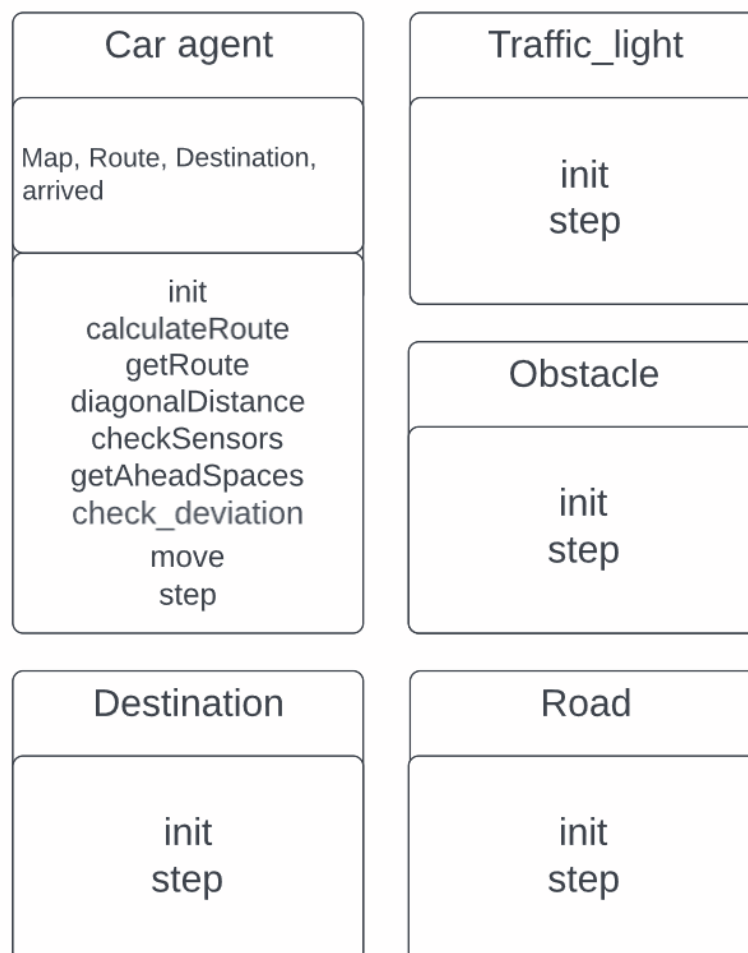 Car agent
Map, Route, Destination,
arrived
init
calculateRoute
getRoute
diagonalDistance
checkSensors
getAheadSpaces
check_deviation
move
step
Traffic_light
init
step
Obstacle
init
step
Destination
init
step
Road
init
step